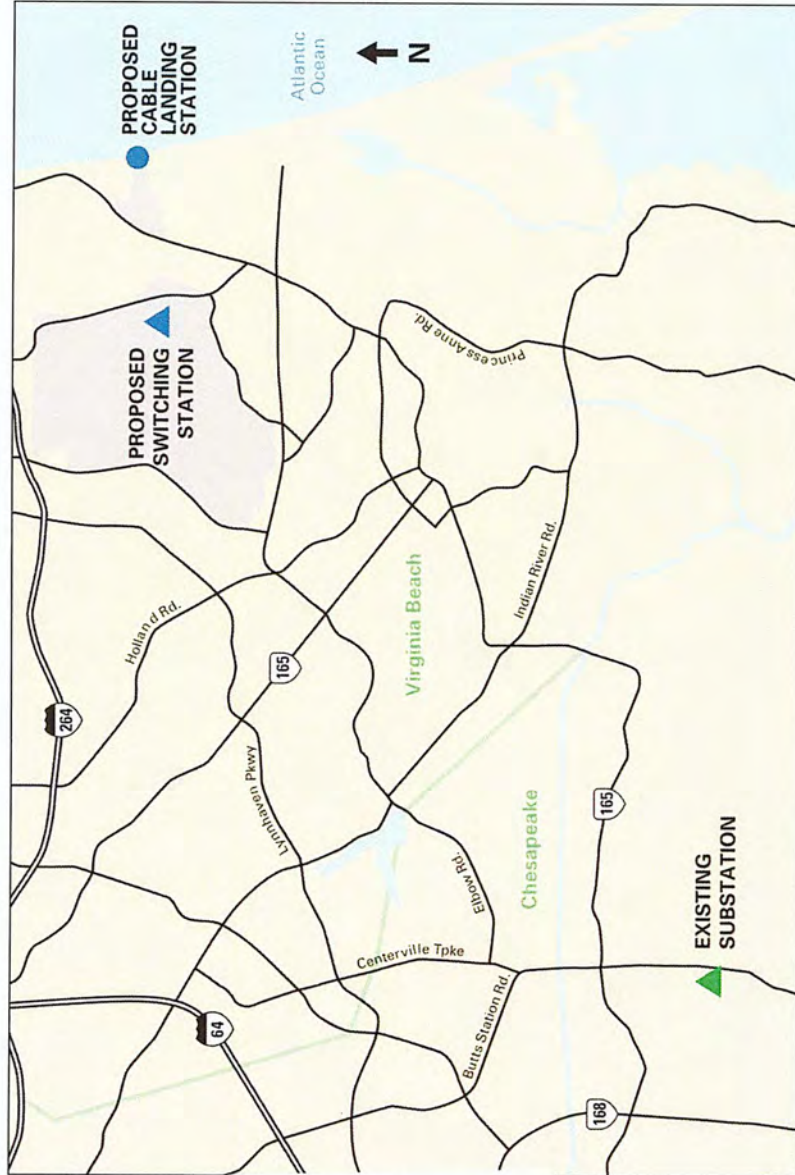 PROPOSED
CABLE
LANDING
STATION
Atlantic
Ocean
N
PROPOSED
SWITCHING
STATION
264
Holland Rd.
165
Princess Anne Rd.
Virginia Beach
Indian River Rd.
Lynnhaven Pkwy
64
Centerville Tpke
Elbow Rd.
Chesapeake
Butts Station Rd.
165
168
EXISTING
SUBSTATION